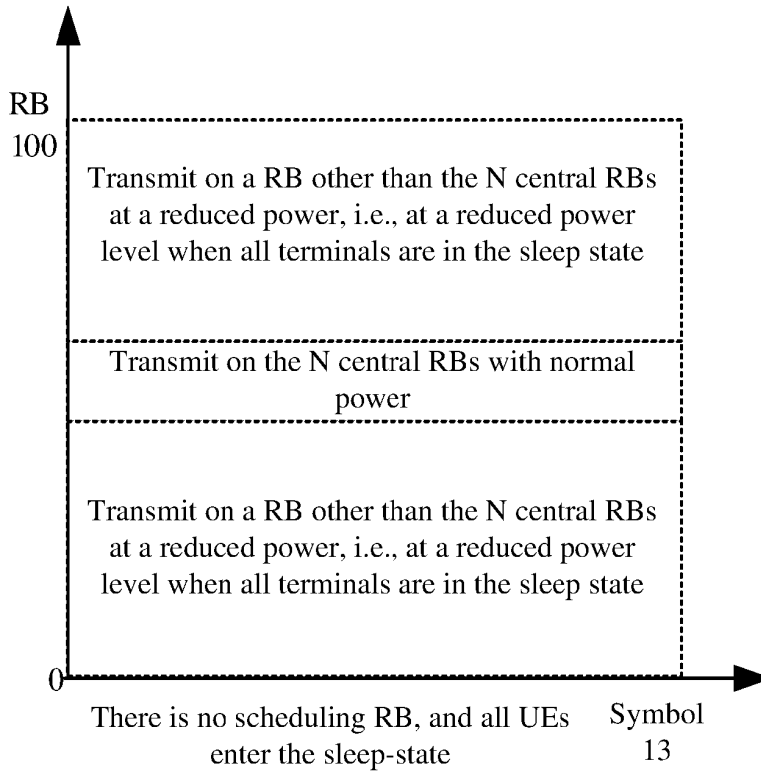 RB
100
Transmit on a RB other than the N central RBs
at a reduced power, i.e., at a reduced power
level when all terminals are in the sleep state
Transmit on the N central RBs with normal
power
Transmit on a RB other than the N central RBs
at a reduced power, i.e., at a reduced power
level when all terminals are in the sleep state
0
There is no scheduling RB, and all UEs
enter the sleep-state
Symbol
13